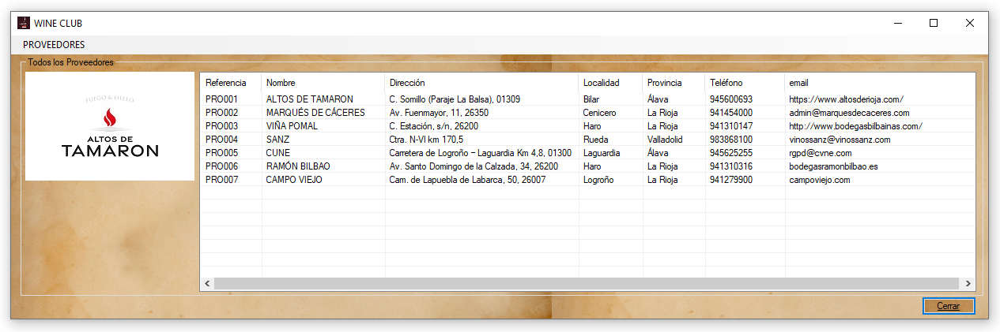 WINE CLUB
PROVEEDORES
Todos los Proveedores
FUEGO & HIELO
ALTOS DE
TAMARON
Referencia Nombre Dirección Localidad Provincia Teléfono email
PRO001 ALTOS DE TAMARON C. Somillo (Paraje La Balsa), 01309 Bilar Álava 945600693 https://www.altosderioja.com/
PRO002 MARQUÉS DE CÁCERES Av. Fuenmayor, 11, 26350 Cenicero La Rioja 941454000 admin@marquesdecaceres.com
PRO003 VIÑA POMAL C. Estación, s/n, 26200 Haro La Rioja 941310147 http://www.bodegasbilbainas.com/
PRO004 SANZ Ctra. N-VI km 170,5 Rueda Valladolid 983868100 vinossanz@vinossanz.com
PRO005 CUNE Carretera de Logroño – Laguardia Km 4,8, 01300 Laguardia Álava 945625255 rgpd@cvne.com
PRO006 RAMÓN BILBAO Av. Santo Domingo de la Calzada, 34, 26200 Haro La Rioja 941310316 bodegasramonbilbao.es
PRO007 CAMPO VIEJO Cam. de Lapuebla de Labarca, 50, 26007 Logroño La Rioja 941279900 campoviejo.com
Cerrar